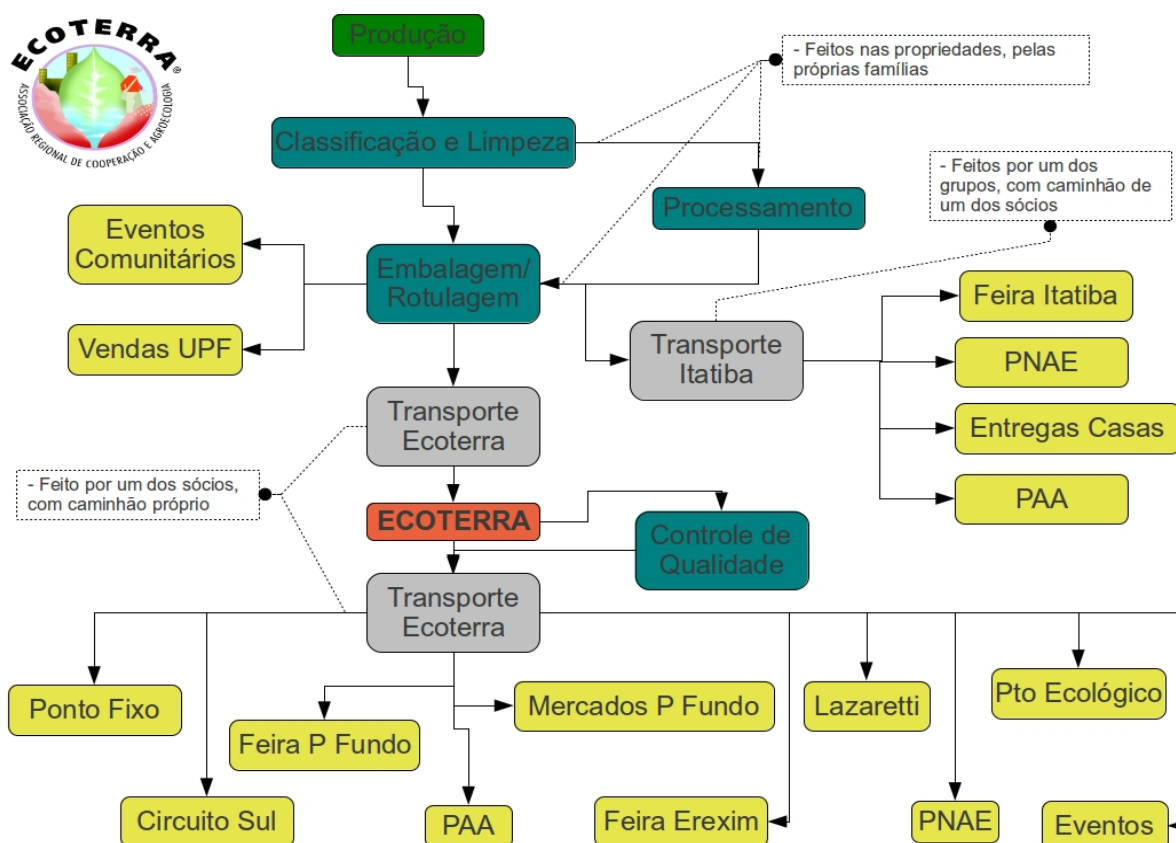 ECOTERRA®
ASSOCIAÇÃO REGIONAL DE COOPERAÇÃO E AGROECOLOGIA
Produção
- Feitos nas propriedades, pelas
próprias famílias
Classificação e Limpeza
- Feitos por um dos
grupos, com caminhão de
um dos sócios
Processamento
Eventos
Comunitários
Embalagem/
Rotulagem
Feira Itatiba
Vendas UPF
Transporte
Itatiba
PNAE
Transporte
Ecoterra
Entregas Casas
- Feito por um dos sócios,
com caminhão próprio
PAA
ECOTERRA
Controle de
Qualidade
Transporte
Ecoterra
Ponto Fixo
Mercados P Fundo
Lazaretti
Pto Ecológico
Feira P Fundo
Circuito Sul
PAA
Feira Erexim
PNAE
Eventos